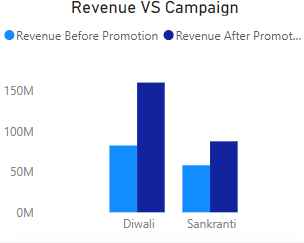 Revenue VS Campaign
Revenue Before Promotion Revenue After Promot...
150M
100M
50M
0M
Diwali Sankranti